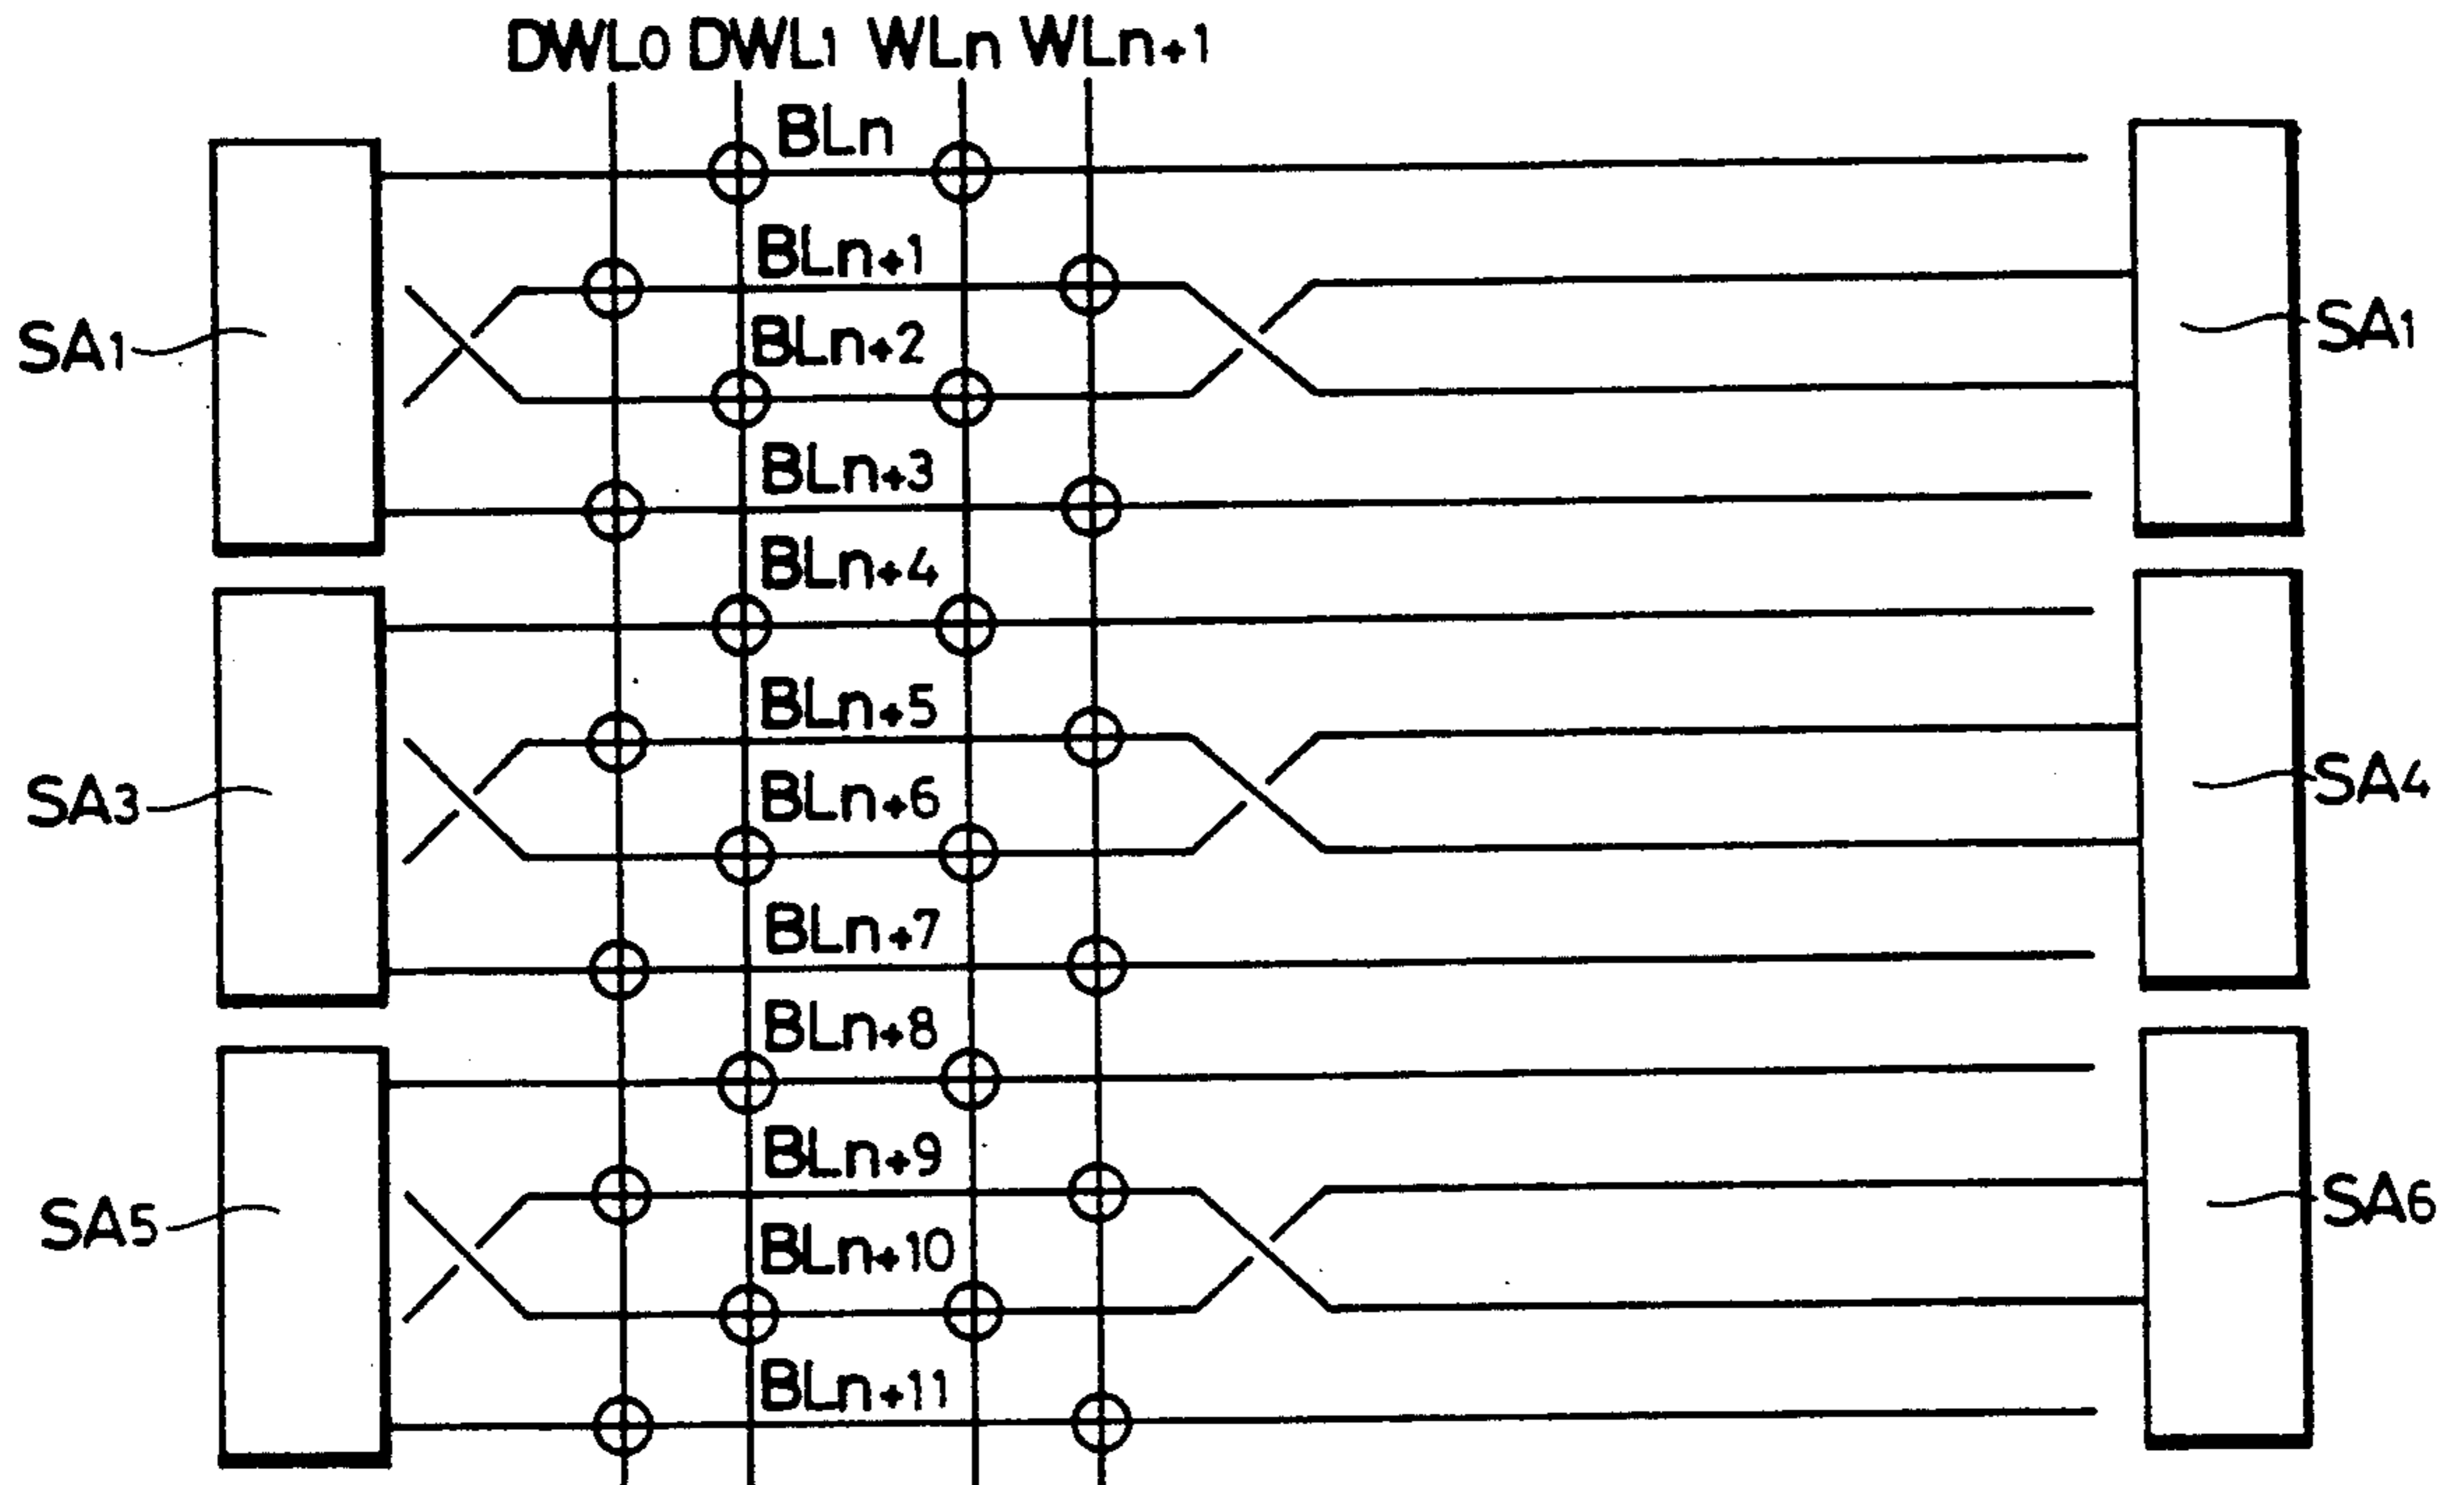 DWL0 DWL1 WLn WLn+1
BLn
BLn+1
SA1
BLn+2
SA1
BLn+3
BLn+4
BLn+5
SA3
BLn+6
SA4
BLn+7
BLn+8
BLn+9
SA5
BLn+10
SA6
BLn+11